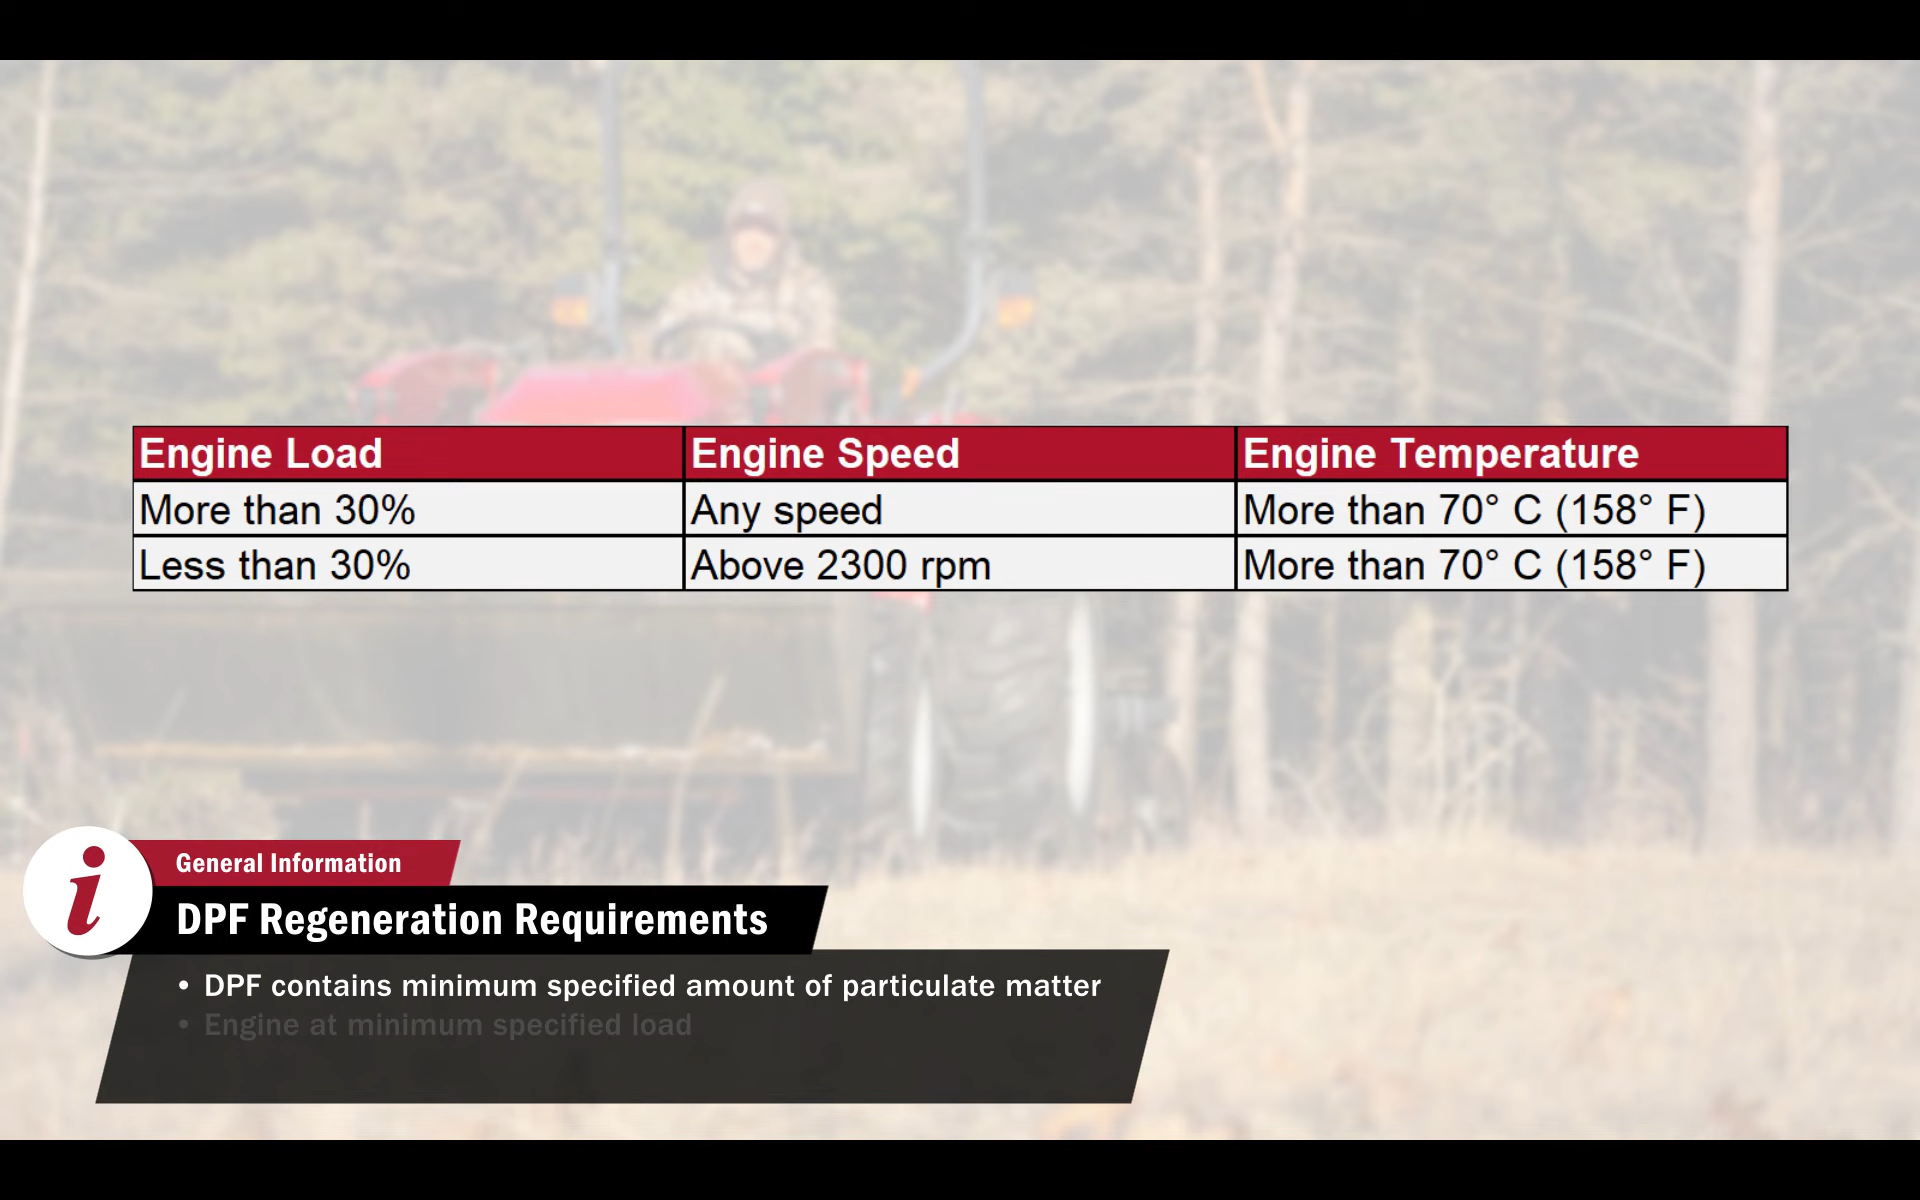 Engine Load Engine Speed Engine Temperature
More than 30% Any speed More than 70° C (158° F)
Less than 30% Above 2300 rpm More than 70° C (158° F)
i
General Information
DPF Regeneration Requirements
• DPF contains minimum specified amount of particulate matter
• Engine at minimum specified load